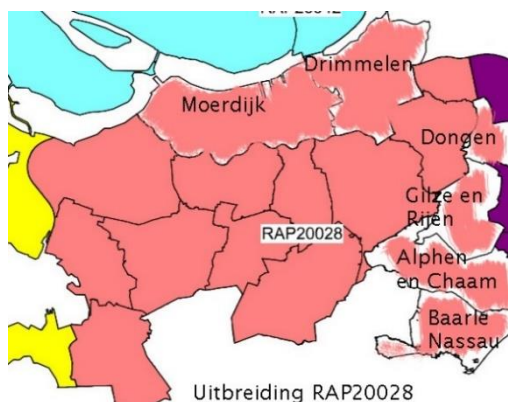 Drimmelen
Moerdijk
Dongen
Gilze en
Rijen
RAP20028
Alphen
en Chaam
Baarle
Nassau
Uitbreiding RAP20028